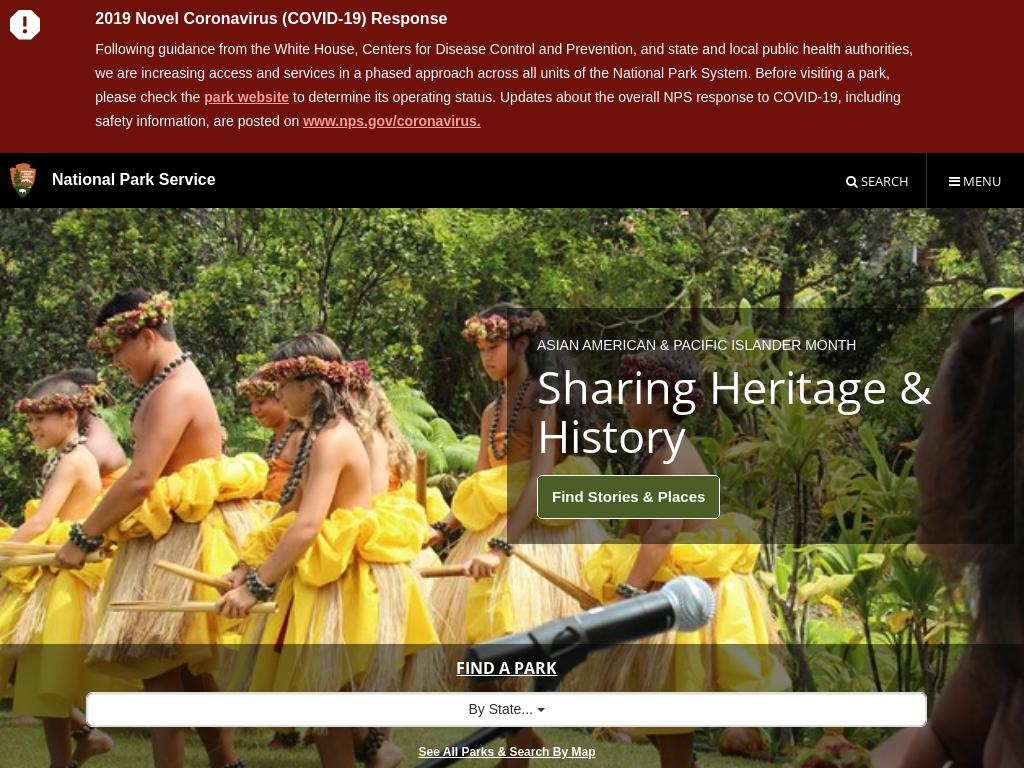 2019 Novel Coronavirus (COVID-19) Response
Following guidance from the White House, Centers for Disease Control and Prevention, and state and local public health authorities,
we are increasing access and services in a phased approach across all units of the National Park System. Before visiting a park,
please check the park website to determine its operating status. Updates about the overall NPS response to COVID-19, including
safety information, are posted on www.nps.gov/coronavirus.
National Park Service
SEARCH
MENU
ASIAN AMERICAN & PACIFIC ISLANDER MONTH
Sharing Heritage &
History
Find Stories & Places
FIND A PARK
By State...
See All Parks & Search By Map